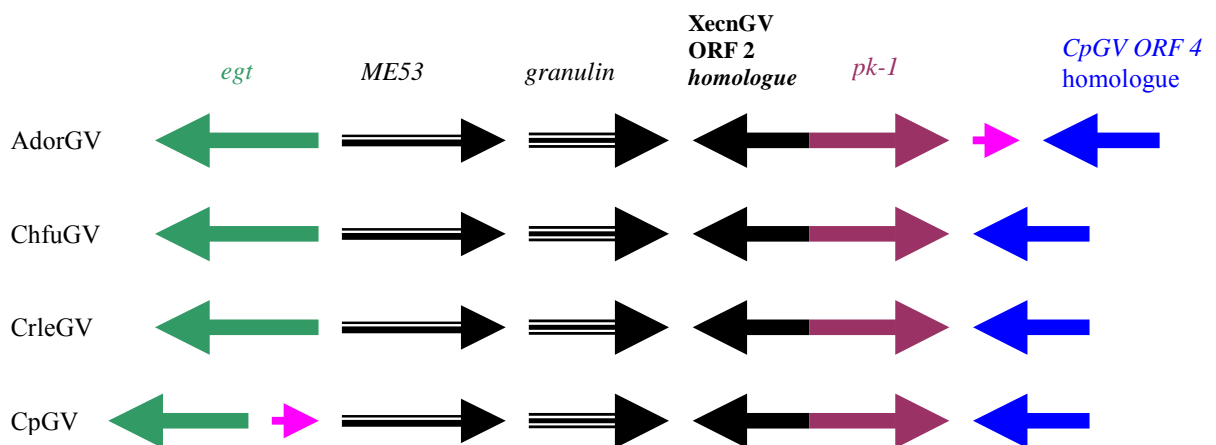 egt
ME53
granulin
XecnGV
ORF 2
homologue
pk-1
CpGV ORF 4
homologue
AdorGV
ChfuGV
CrleGV
CpGV